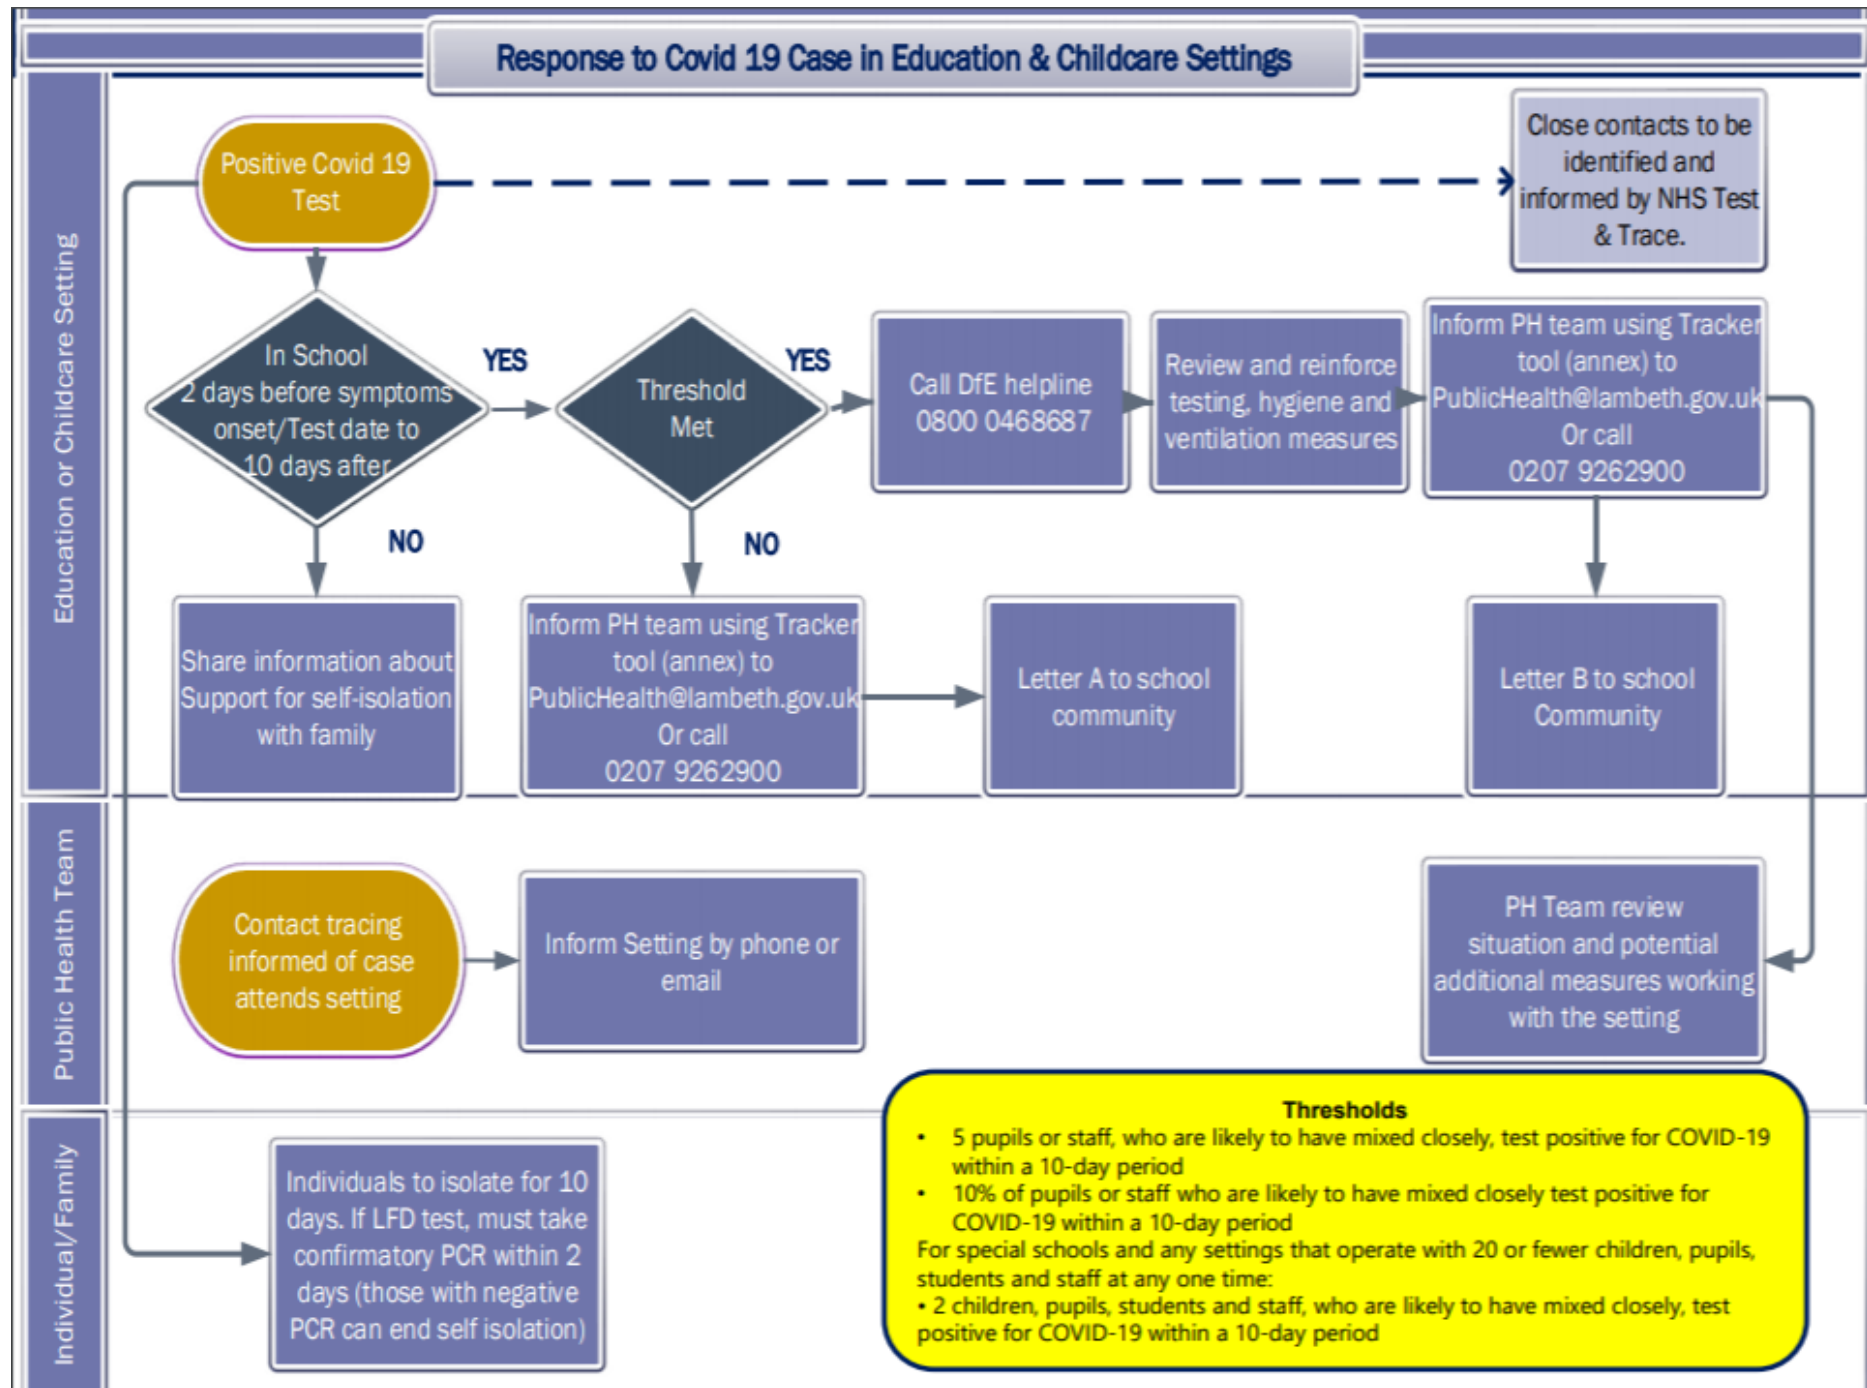 Response to Covid 19 Case in Education & Childcare Settings
Education or Childcare Setting
Positive Covid 19
Test
Close contacts to be
identified and
informed by NHS Test
& Trace.
In School
2 days before symptoms
onset/Test date to
10 days after
YES
NO
Threshold
Met
YES
NO
Call DfE helpline
0800 0468687
Review and reinforce
testing, hygiene and
ventilation measures
Inform PH team using Tracker
tool (annex) to
PublicHealth@lambeth.gov.uk
Or call
0207 9262900
Share information about
Support for self-isolation
with family
Inform PH team using Tracker
tool (annex) to
PublicHealth@lambeth.gov.uk
Or call
0207 9262900
Letter A to school
community
Letter B to school
Community
Public Health Team
Contact tracing
informed of case
attends setting
Inform Setting by phone or
email
PH Team review
situation and potential
additional measures working
with the setting
Individual/Family
Individuals to isolate for 10
days. If LFD test, must take
confirmatory PCR within 2
days (those with negative
PCR can end self isolation)
Thresholds
• 5 pupils or staff, who are likely to have mixed closely, test positive for COVID-19
within a 10-day period
• 10% of pupils or staff who are likely to have mixed closely test positive for
COVID-19 within a 10-day period
For special schools and any settings that operate with 20 or fewer children, pupils,
students and staff at any one time:
• 2 children, pupils, students and staff, who are likely to have mixed closely, test
positive for COVID-19 within a 10-day period